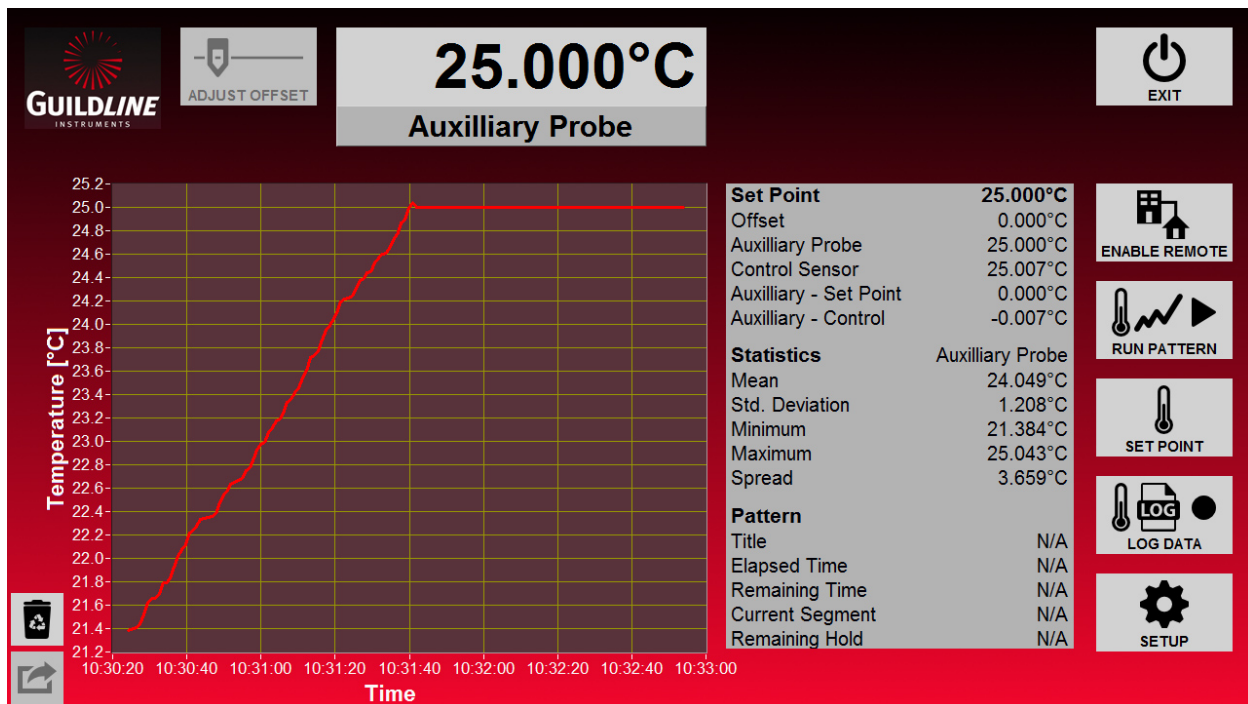 GUILDLINE
INSTRUMENTS
ADJUST OFFSET
25.000°C
Auxilliary Probe
EXIT
Temperature [°C]
25.2
25.0
24.8
24.6
24.4
24.2
24.0
23.8
23.6
23.4
23.2
23.0
22.8
22.6
22.4
22.2
22.0
21.8
21.6
21.4
21.2
10:30:20 10:30:40 10:31:00 10:31:20 10:31:40 10:32:00 10:32:20 10:32:40 10:33:00
Time
Set Point 25.000°C
Offset 0.000°C
Auxilliary Probe 25.000°C
Control Sensor 25.007°C
Auxilliary - Set Point 0.000°C
Auxilliary - Control -0.007°C
Statistics Auxilliary Probe
Mean 24.049°C
Std. Deviation 1.208°C
Minimum 21.384°C
Maximum 25.043°C
Spread 3.659°C
Pattern
Title N/A
Elapsed Time N/A
Remaining Time N/A
Current Segment N/A
Remaining Hold N/A
ENABLE REMOTE
RUN PATTERN
SET POINT
LOG
LOG DATA
SETUP